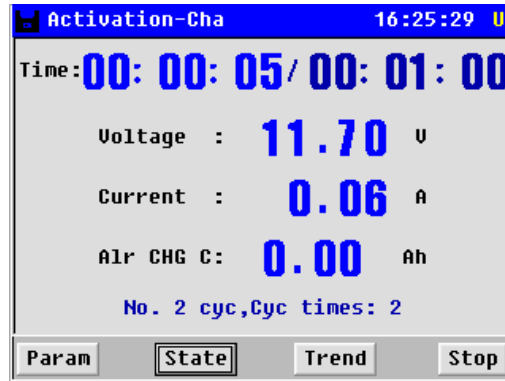 Activation-Cha 16:25:29 U
Time:00: 00: 05/ 00: 01: 00
Voltage : 11.70 V
Current : 0.06 A
Alr CHG C: 0.00 Ah
No. 2 cyc,Cyc times: 2
Param State Trend Stop